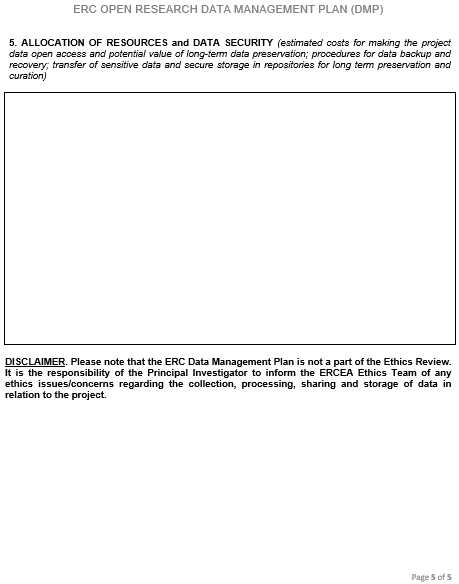 ERC OPEN RESEARCH DATA MANAGEMENT PLAN (DMP)
5. ALLOCATION OF RESOURCES and DATA SECURITY (estimated costs for making the project
data open access and potential value of long-term data preservation; procedures for data backup and
recovery; transfer of sensitive data and secure storage in repositories for long term preservation and
curation)
DISCLAIMER. Please note that the ERC Data Management Plan is not a part of the Ethics Review.
It is the responsibility of the Principal Investigator to inform the ERCEA Ethics Team of any
ethics issues/concerns regarding the collection, processing, sharing and storage of data in
relation to the project.
Page 5 of 5